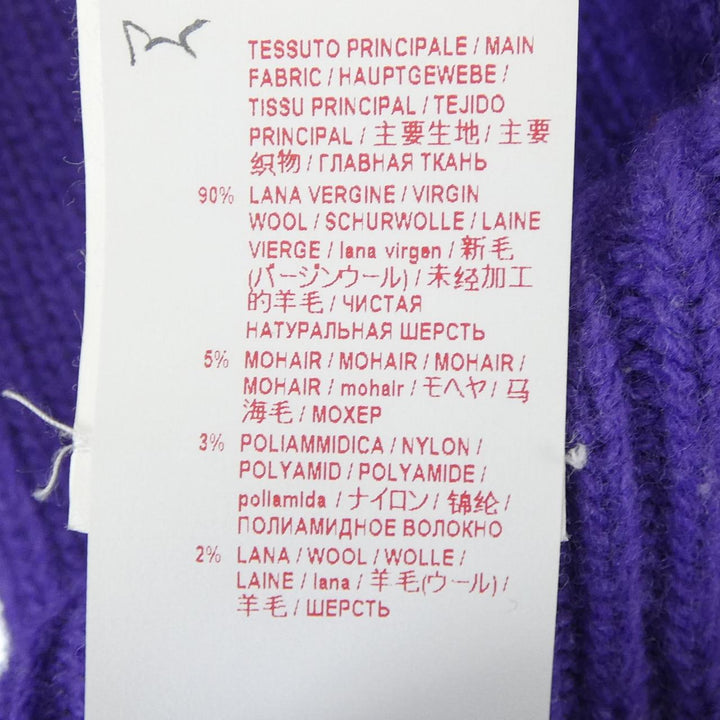 TESSUTO PRINCIPALE / MAIN
FABRIC / HAUPTGEWEBE /
TISSU PRINCIPAL / TEJIDO
PRINCIPAL / 主要生地 / 主要
织物 / ГЛАВНАЯ ТКАНЬ
90% LANA VERGINE / VIRGIN
WOOL / SCHURWOLLE / LAINE
VIERGE / lana virgen / 新毛
(バージンウール) / 未经加工
的羊毛 / ЧИСТАЯ
НАТУРАЛЬНАЯ ШЕРСТЬ
5% MOHAIR / MOHAIR / MOHAIR /
MOHAIR / mohair / モヘヤ / 马
海毛 / МОХЕР
3% POLIAMMIDICA / NYLON /
POLYAMID / POLYAMIDE /
poliamida / ナイロン / 锦纶 /
ПОЛИАМИДНОЕ ВОЛОКНО
2% LANA / WOOL / WOLLE /
LAINE / lana / 羊毛(ウール) /
羊毛 / ШЕРСТЬ